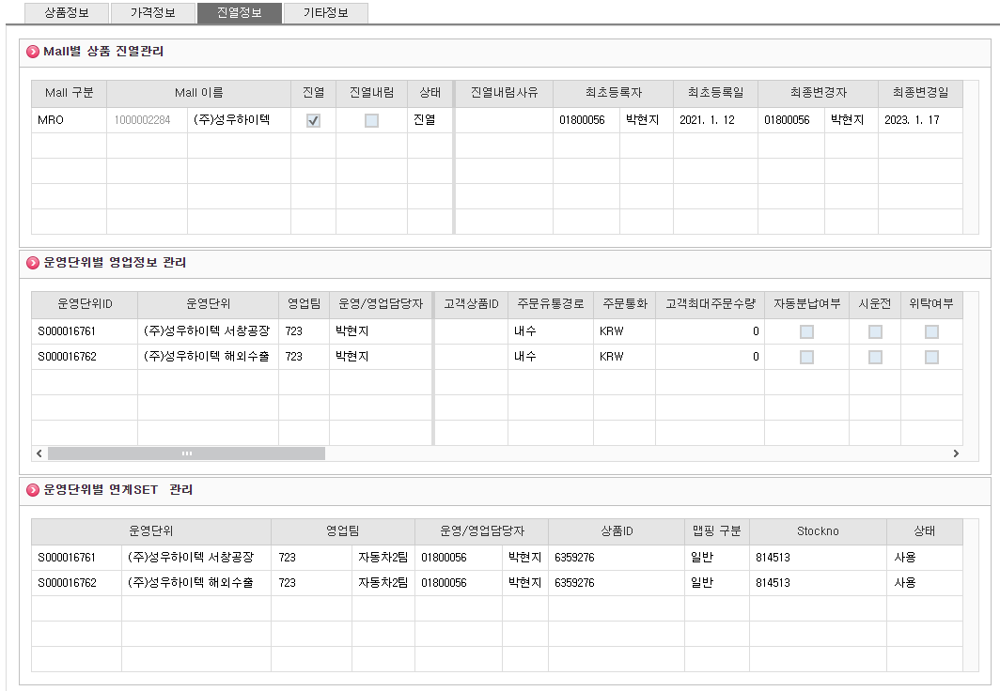 상품정보 가격정보 진열정보 기타정보
Mall별 상품 진열관리
Mall 구분 Mall 이름 진열 진열내림 상태 진열내림사유 최초등록자 최초등록일 최종변경자 최종변경일
MRO 1000002284 (주)성우하이텍 진열 01800056 박현지 2021. 1. 12 01800056 박현지 2023. 1. 17
운영단위별 영업정보 관리
운영단위ID 운영단위 영업팀 운영/영업담당자 고객상품ID 주문유통경로 주문통화 고객최대주문수량 자동분납여부 시운전 위탁여부
S000016761 (주)성우하이텍 서창공장 723 박현지 내수 KRW 0
S000016762 (주)성우하이텍 해외수출 723 박현지 내수 KRW 0
운영단위별 연계SET 관리
운영단위 영업팀 운영/영업담당자 상품ID 맵핑 구분 Stockno 상태
S000016761 (주)성우하이텍 서창공장 723 자동차2팀 01800056 박현지 6359276 일반 814513 사용
S000016762 (주)성우하이텍 해외수출 723 자동차2팀 01800056 박현지 6359276 일반 814513 사용